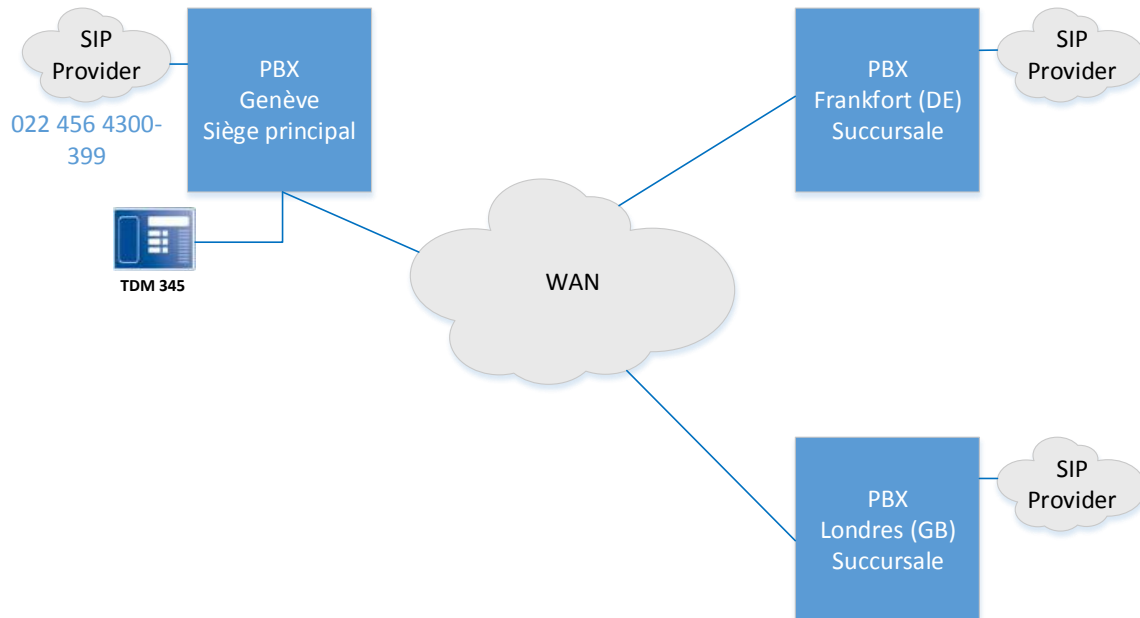 SIP
Provider
022 456 4300-
399
PBX
Genève
Siège principal
TDM 345
WAN
PBX
Frankfort (DE)
Succursale
SIP
Provider
PBX
Londres (GB)
Succursale
SIP
Provider